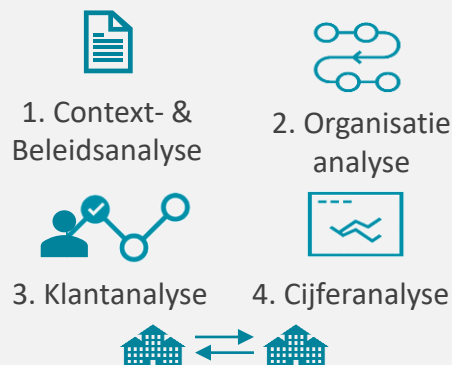 1. Context- &
Beleidsanalyse
2. Organisatie
analyse
3. Klantanalyse
4. Cijferanalyse